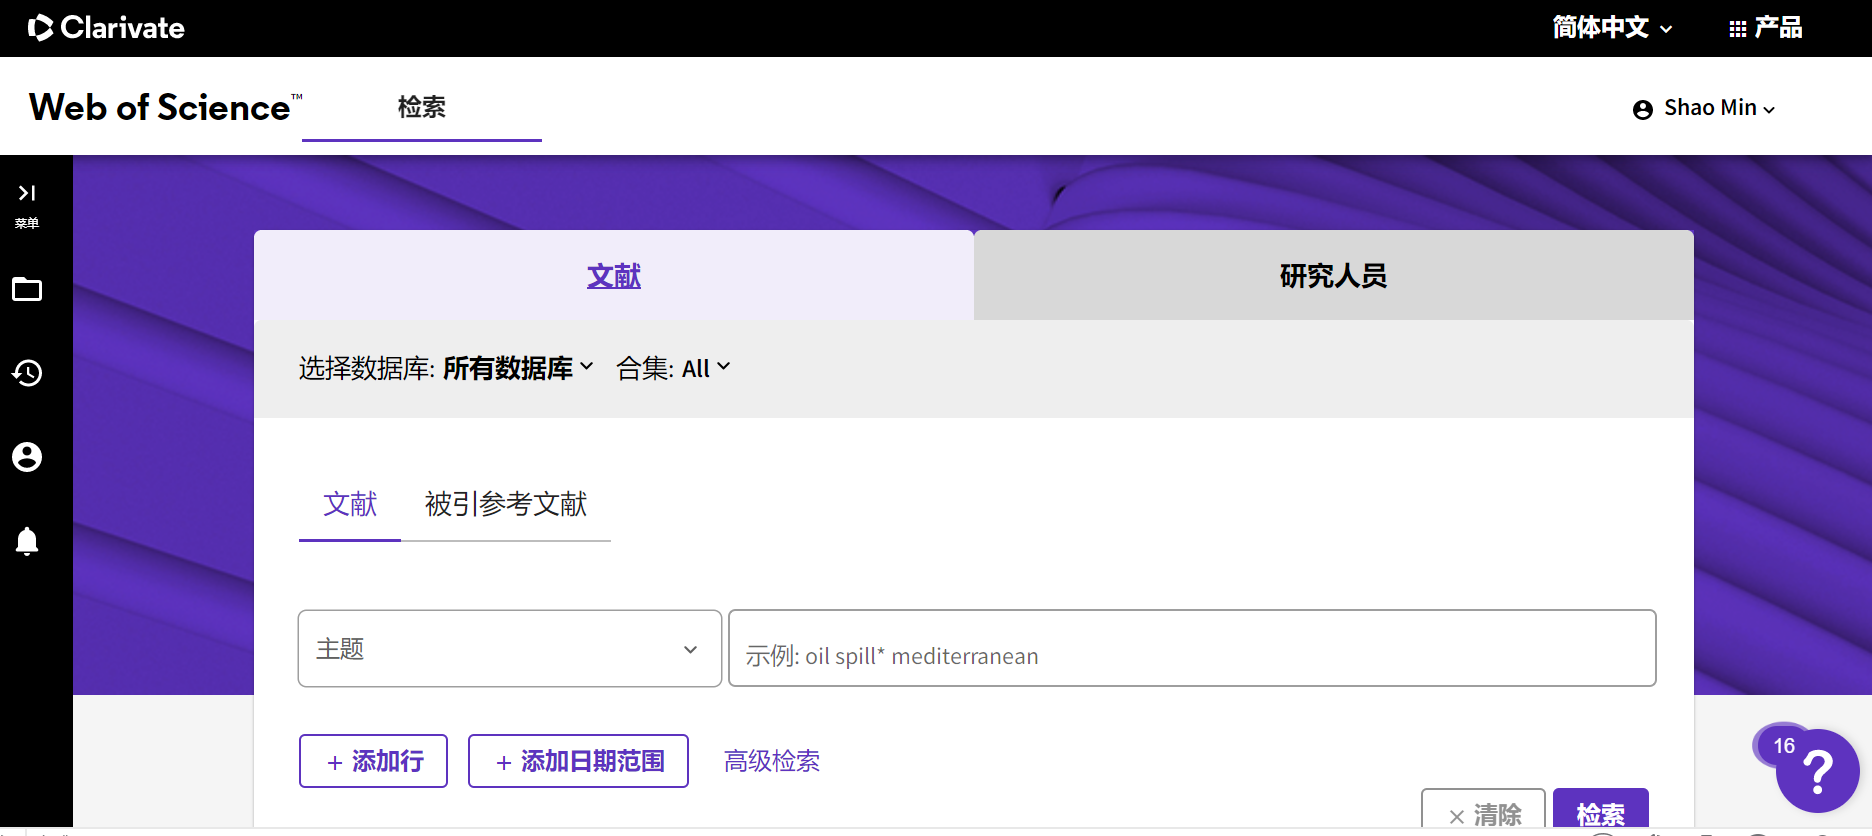 Clarivate
简体中文
产品
Web of Science™
检索
Shao Min
菜单
文献
研究人员
选择数据库: 所有数据库 合集: All
文献
被引参考文献
主题
示例: oil spill* mediterranean
+ 添加行
+ 添加日期范围
高级检索
16
?
× 清除
检索